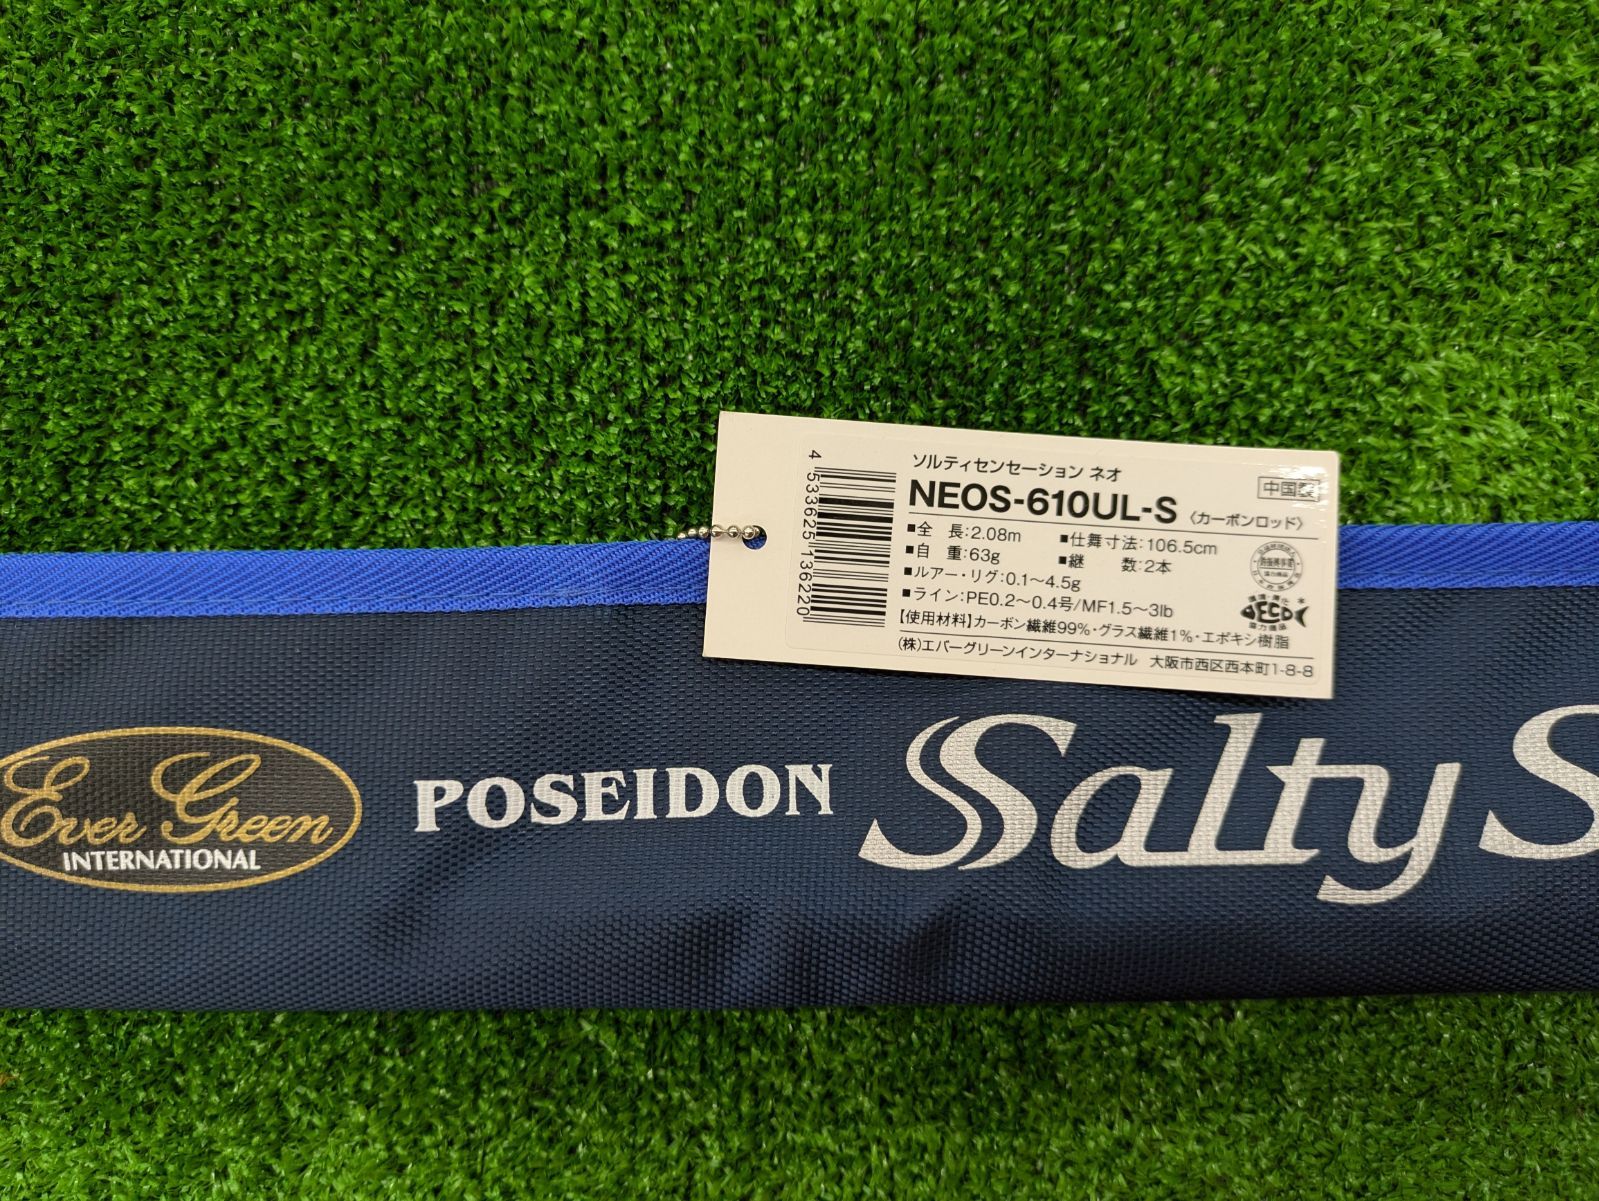 4 533625 136220
ソルティセンセーション ネオ
NEOS-610UL-S 〈カーボンロッド〉
中国製
■全 長:2.08m ■仕舞寸法:106.5cm
■自 重:63g ■継 数:2本
■ルアー・リグ:0.1～4.5g
■ライン:PE0.2～0.4号/MF1.5～3lb
【使用材料】カーボン繊維99%・グラス繊維1%・エポキシ樹脂
(株)エバーグリーンインターナショナル 大阪市西区西本町1-8-8
ECO
協力商品
Ever Green
INTERNATIONAL
POSEIDON
Salty S